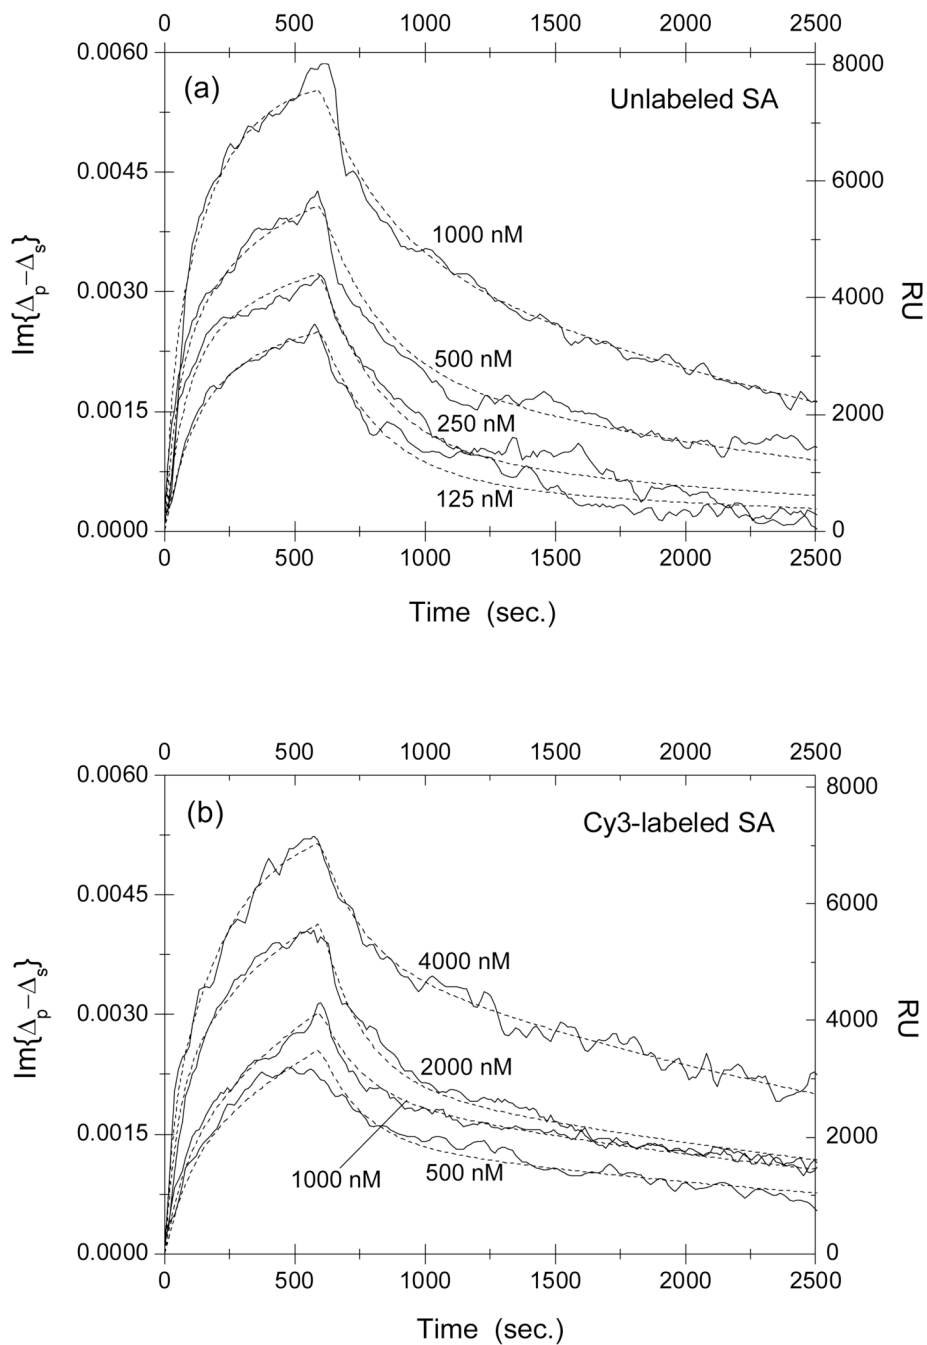 0 500 1000 1500 2000 2500
0.0060 8000
(a) Unlabeled SA
0.0045 6000
1000 nM
Im{Δp−Δs}
0.0030 4000 RU
500 nM
0.0015 250 nM 2000
125 nM
0.0000 0
0 500 1000 1500 2000 2500
Time (sec.)
0 500 1000 1500 2000 2500
0.0060 8000
(b) Cy3-labeled SA
0.0045 6000
4000 nM
Im{Δp−Δs}
0.0030 4000 RU
2000 nM
0.0015 2000
1000 nM 500 nM
0.0000 0
0 500 1000 1500 2000 2500
Time (sec.)